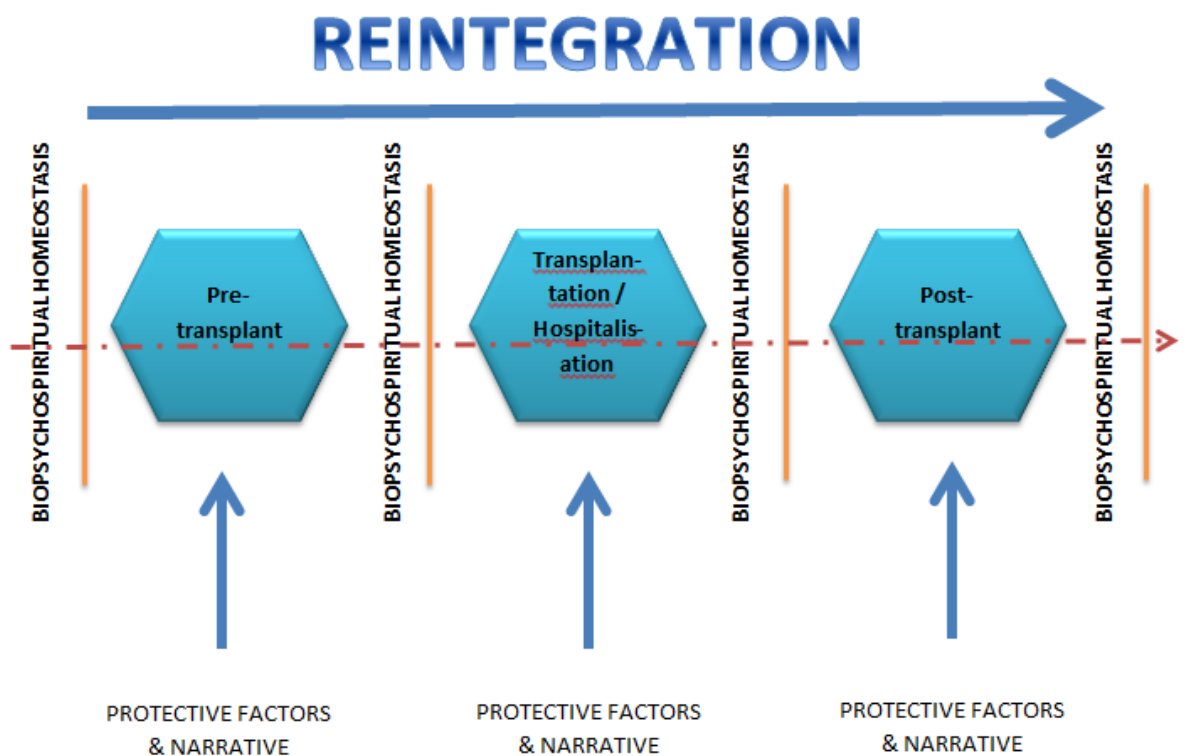 REINTEGRATION
BIOPSYCHOSPIRITUAL HOMEOSTASIS
Pre-
transplant
BIOPSYCHOSPIRITUAL HOMEOSTASIS
Transplan-
tation /
Hospitalis-
ation
BIOPSYCHOSPIRITUAL HOMEOSTASIS
Post-
transplant
BIOPSYCHOSPIRITUAL HOMEOSTASIS
PROTECTIVE FACTORS
& NARRATIVE
PROTECTIVE FACTORS
& NARRATIVE
PROTECTIVE FACTORS
& NARRATIVE